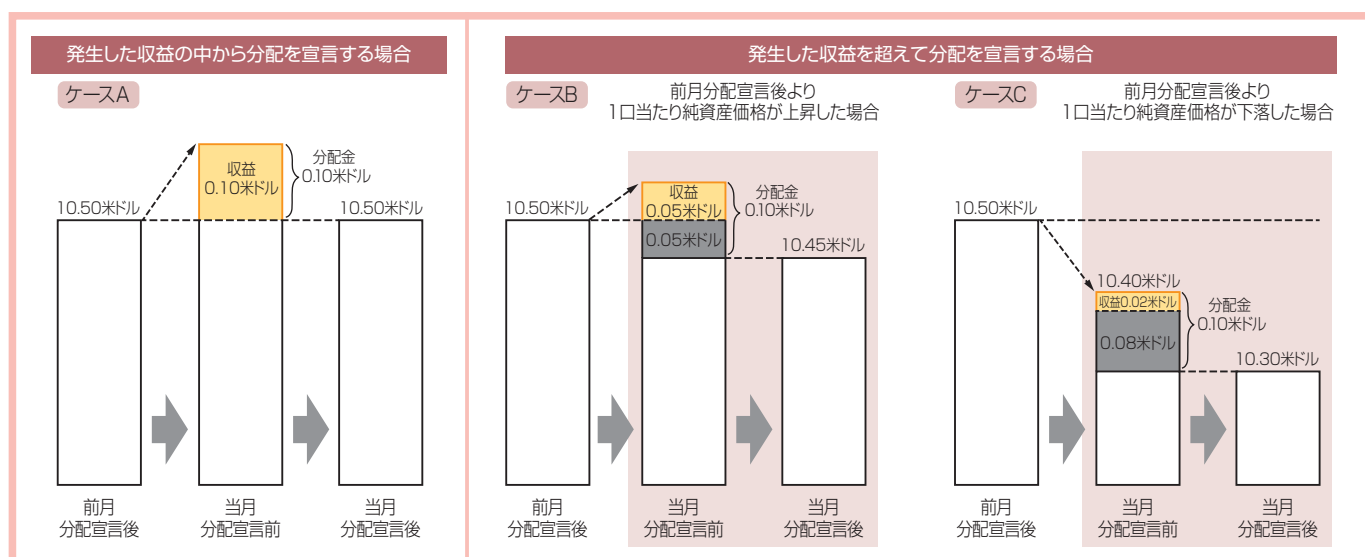 発生した収益の中から分配を宣言する場合
ケースA
収益
0.10米ドル
分配金
0.10米ドル
10.50米ドル
10.50米ドル
前月
分配宣言後
当月
分配宣言前
当月
分配宣言後
発生した収益を超えて分配を宣言する場合
ケースB
前月分配宣言後より
1口当たり純資産価格が上昇した場合
10.50米ドル
収益
0.05米ドル
0.05米ドル
分配金
0.10米ドル
10.45米ドル
前月
分配宣言後
当月
分配宣言前
当月
分配宣言後
ケースC
前月分配宣言後より
1口当たり純資産価格が下落した場合
10.50米ドル
10.40米ドル
収益0.02米ドル
0.08米ドル
分配金
0.10米ドル
10.30米ドル
前月
分配宣言後
当月
分配宣言前
当月
分配宣言後